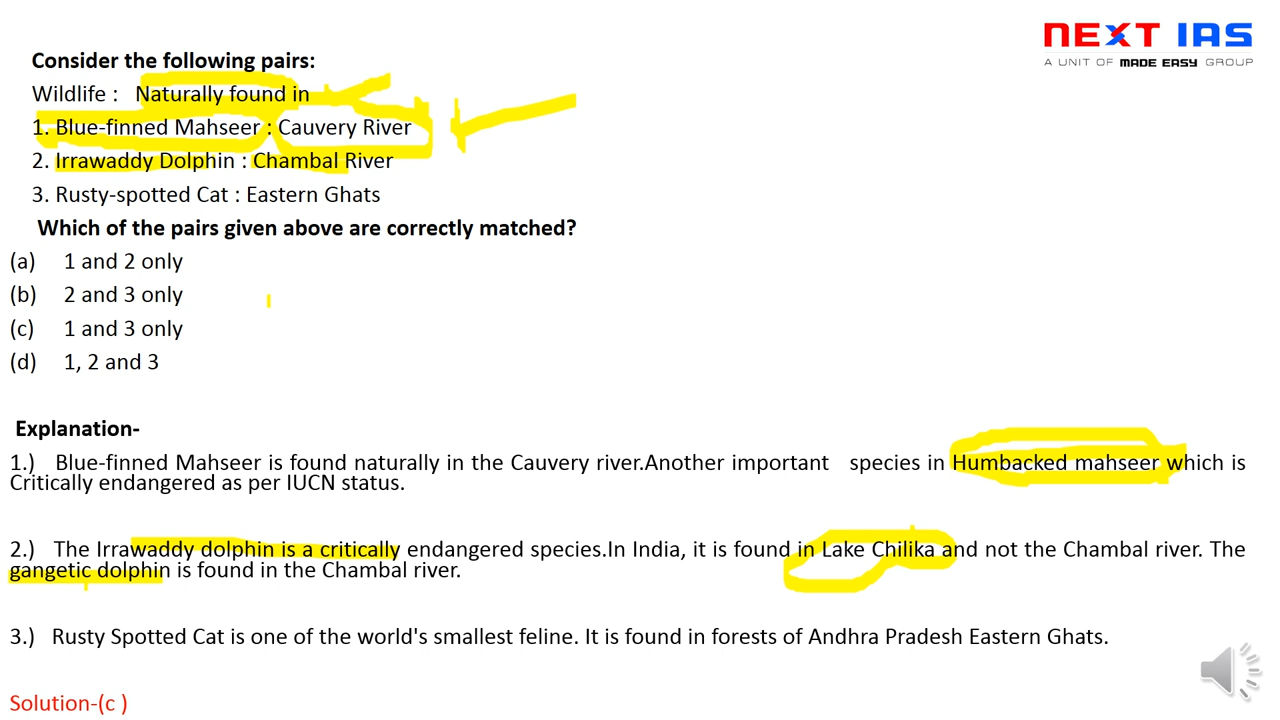 NEXT IAS
A UNIT OF MADE EASY GROUP
Consider the following pairs:
Wildlife : Naturally found in
1. Blue-finned Mahseer : Cauvery River
2. Irrawaddy Dolphin : Chambal River
3. Rusty-spotted Cat : Eastern Ghats
Which of the pairs given above are correctly matched?
(a) 1 and 2 only
(b) 2 and 3 only
(c) 1 and 3 only
(d) 1, 2 and 3
Explanation-
1.) Blue-finned Mahseer is found naturally in the Cauvery river.Another important species in Humbacked mahseer which is
Critically endangered as per IUCN status.
2.) The Irrawaddy dolphin is a critically endangered species.In India, it is found in Lake Chilika and not the Chambal river. The
gangetic dolphin is found in the Chambal river.
3.) Rusty Spotted Cat is one of the world's smallest feline. It is found in forests of Andhra Pradesh Eastern Ghats.
Solution-(c )